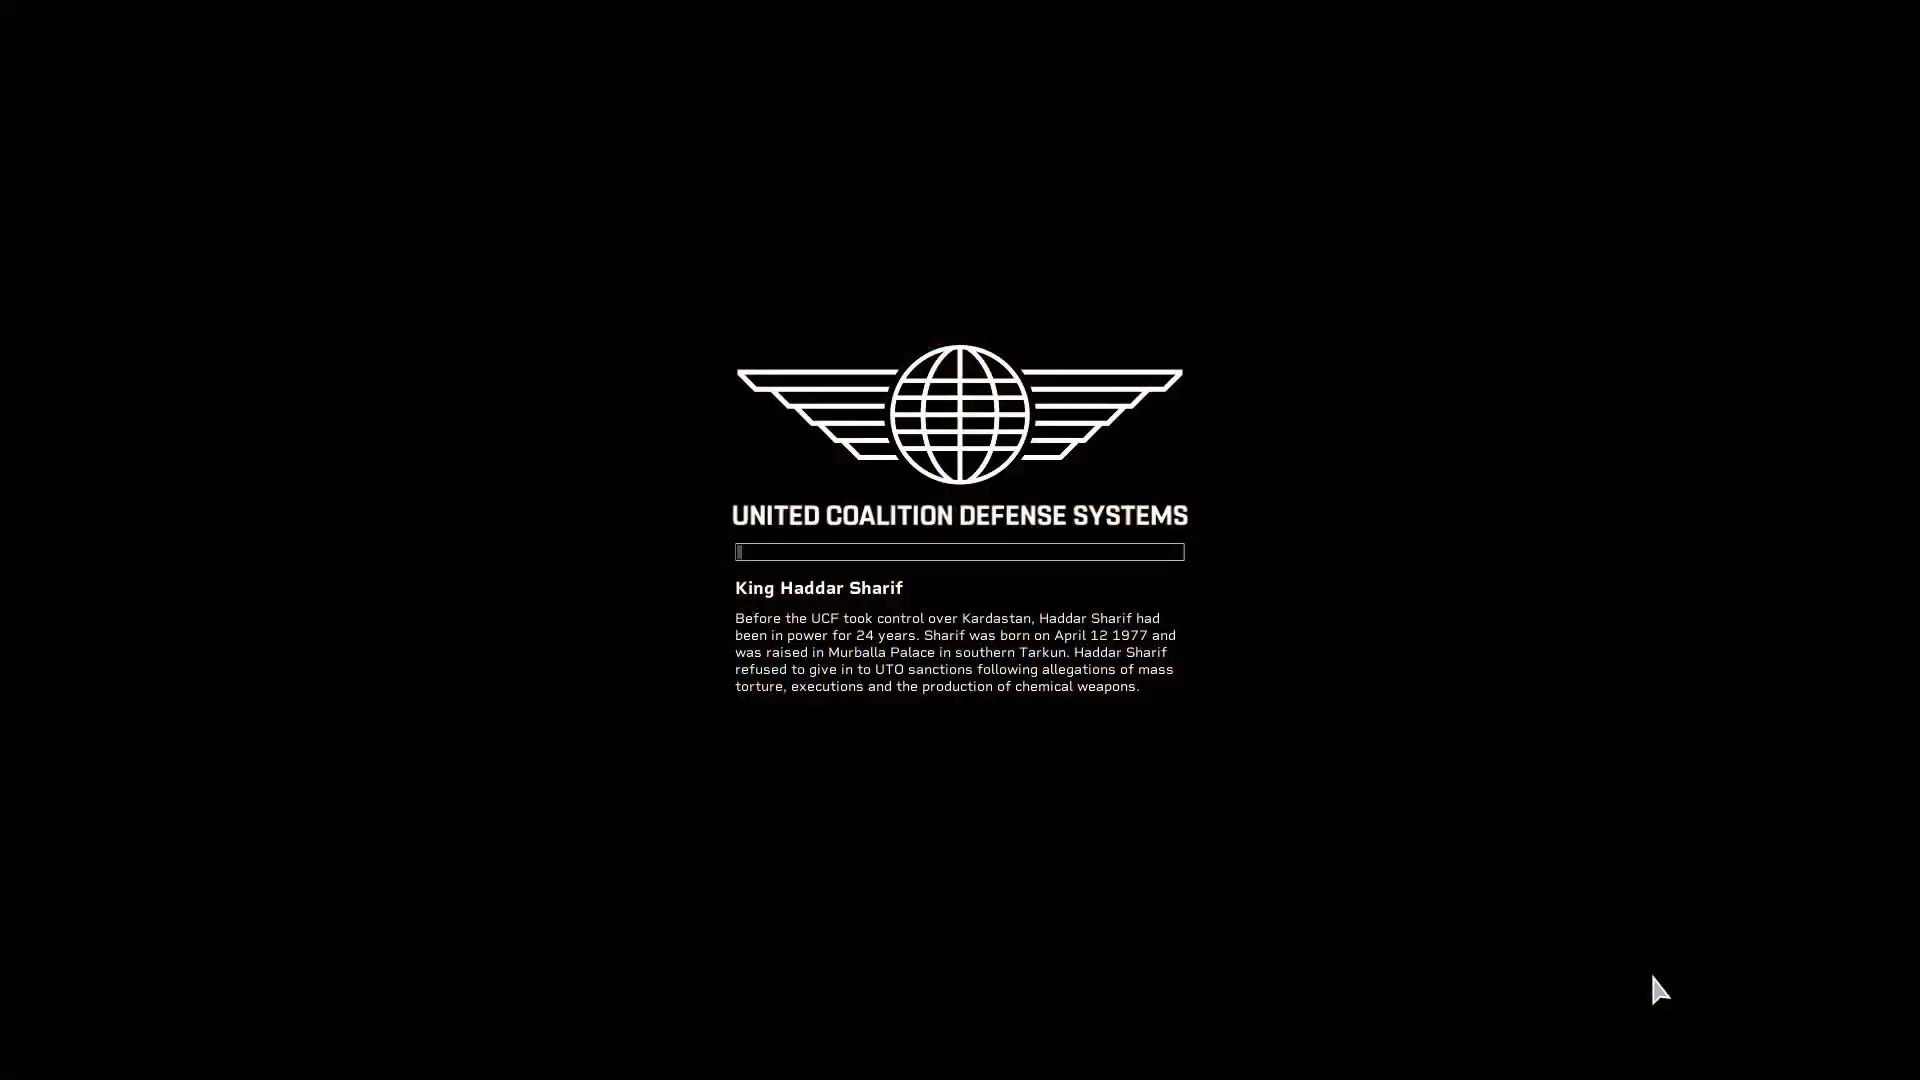 UNITED COALITION DEFENSE SYSTEMS
King Haddar Sharif
Before the UCF took control over Kardastan, Haddar Sharif had
been in power for 24 years. Sharif was born on April 12 1977 and
was raised in Murballa Palace in southern Tarkun. Haddar Sharif
refused to give in to UTO sanctions following allegations of mass
torture, executions and the production of chemical weapons.